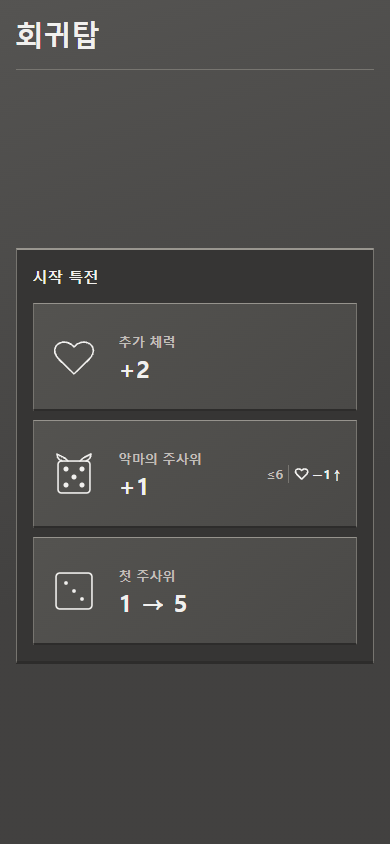 회귀탑
시작 특전
추가 체력
+2
악마의 주사위
+1
≤6 | ♡ −1↑
첫 주사위
1 → 5